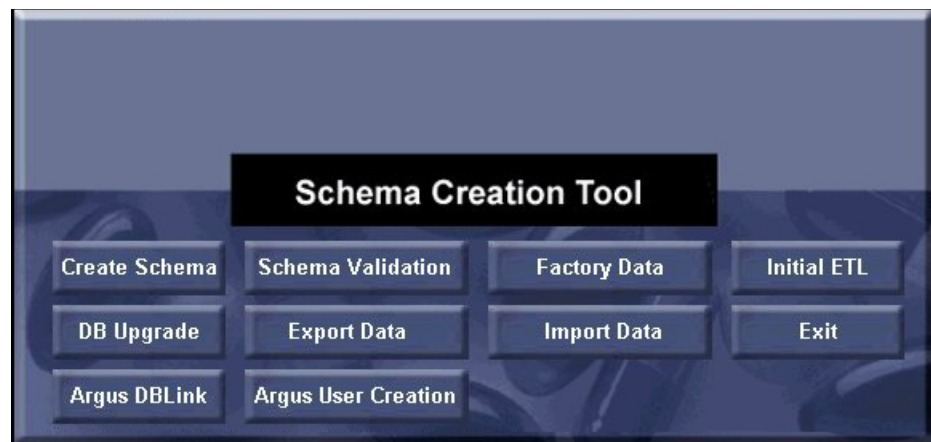 Schema Creation Tool
Create Schema Schema Validation Factory Data Initial ETL
DB Upgrade Export Data Import Data Exit
Argus DBLink Argus User Creation